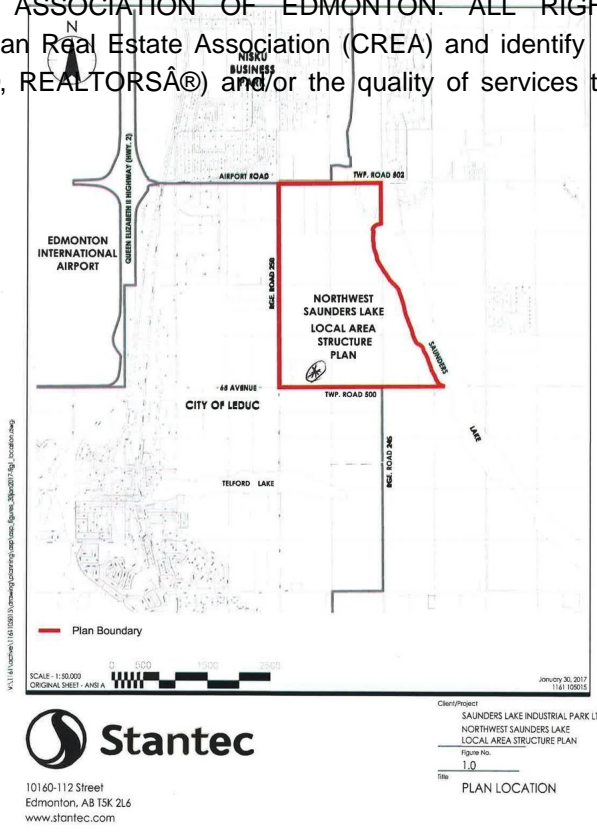 ASSOCIATION OF EDMONTON. ALL RIGH
an Real Estate Association (CREA) and identify
, REALTORSÂ®) and/or the quality of services t
N
NISKU
BUSINESS
QUEEN ELIZABETH II HIGHWAY (HWY. 2)
AIRPORT ROAD
TWP. ROAD 502
EDMONTON
INTERNATIONAL
AIRPORT
RGE. ROAD 250
NORTHWEST
SAUNDERS LAKE
LOCAL AREA
STRUCTURE
PLAN
SAUNDERS
LAKE
65 AVENUE
TWP. ROAD 500
CITY OF LEDUC
RGE. ROAD 245
TELFORD LAKE
Plan Boundary
0 500 1500 2500
SCALE - 1:50,000
ORIGINAL SHEET - ANSI A
January 30, 2017
1161 105015
Stantec
10160-112 Street
Edmonton, AB T5K 2L6
www.stantec.com
Client/Project
SAUNDERS LAKE INDUSTRIAL PARK LT
NORTHWEST SAUNDERS LAKE
LOCAL AREA STRUCTURE PLAN
Figure No.
1.0
Title
PLAN LOCATION